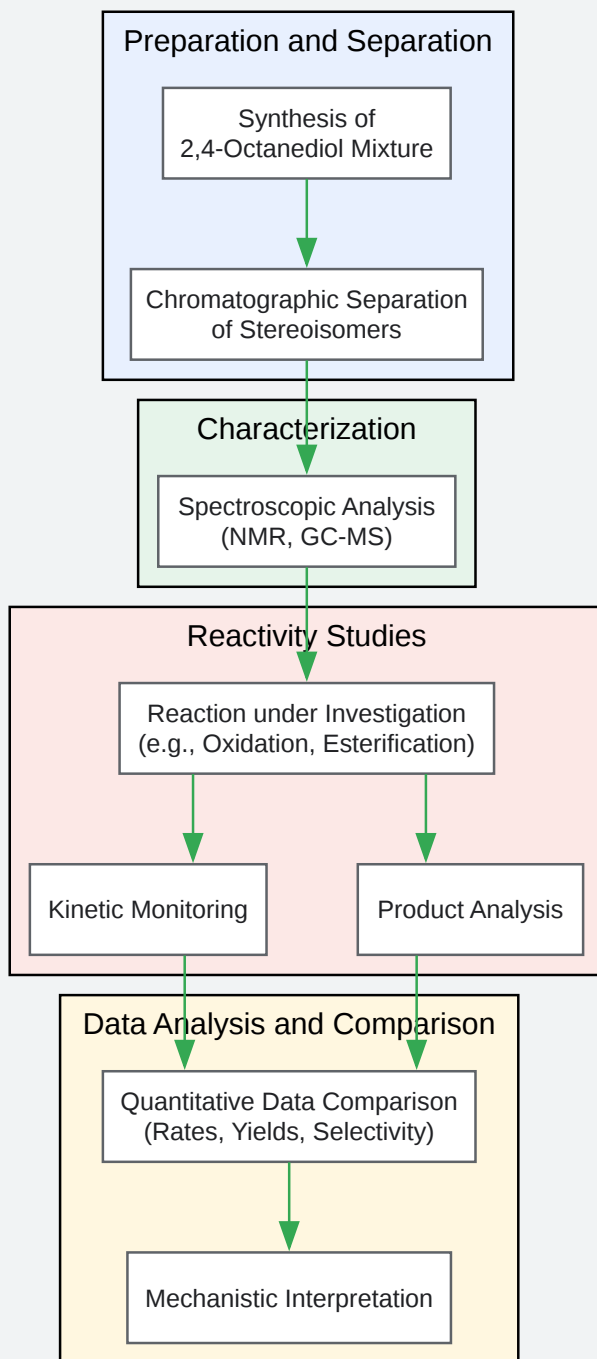 Preparation and Separation
Synthesis of
2,4-Octanediol Mixture
Chromatographic Separation
of Stereoisomers
Characterization
Spectroscopic Analysis
(NMR, GC-MS)
Reactivity Studies
Reaction under Investigation
(e.g., Oxidation, Esterification)
Kinetic Monitoring
Product Analysis
Data Analysis and Comparison
Quantitative Data Comparison
(Rates, Yields, Selectivity)
Mechanistic Interpretation